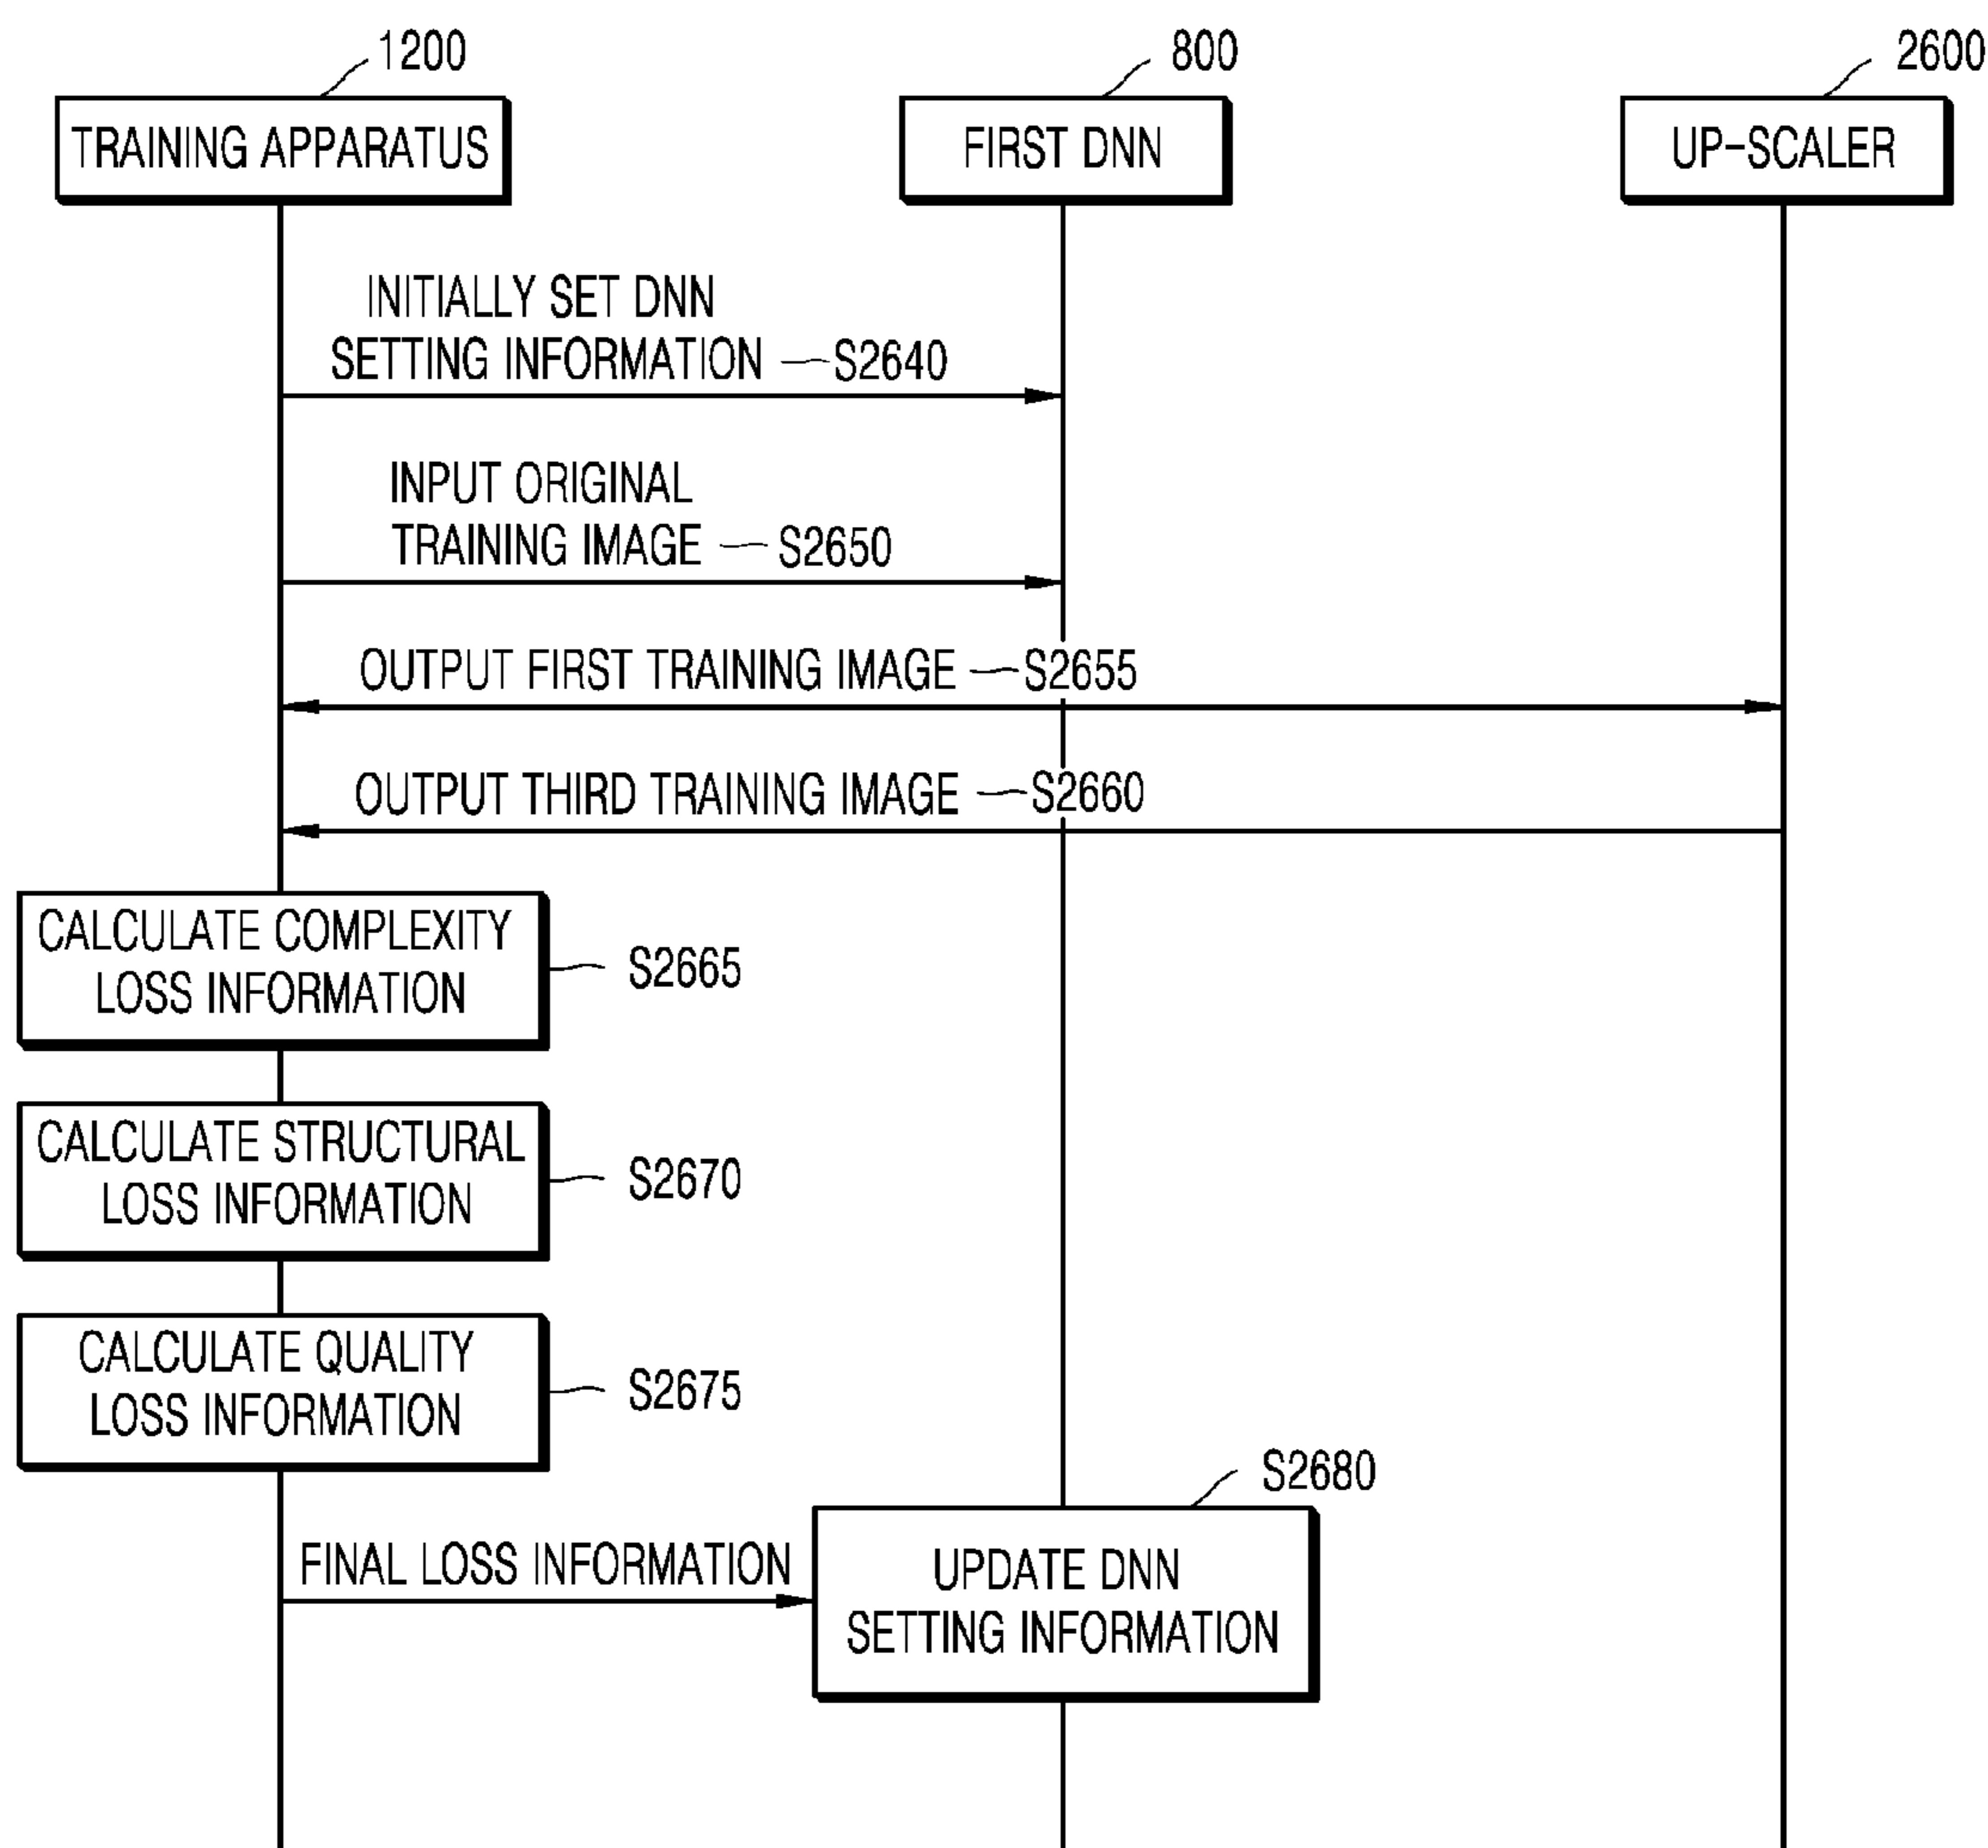 1200
800
2600
TRAINING APPARATUS
FIRST DNN
UP-SCALER
INITIALLY SET DNN
SETTING INFORMATION S2640
INPUT ORIGINAL
TRAINING IMAGE S2650
OUTPUT FIRST TRAINING IMAGE S2655
OUTPUT THIRD TRAINING IMAGE S2660
CALCULATE COMPLEXITY
LOSS INFORMATION
S2665
CALCULATE STRUCTURAL
LOSS INFORMATION
S2670
CALCULATE QUALITY
LOSS INFORMATION
S2675
S2680
FINAL LOSS INFORMATION
UPDATE DNN
SETTING INFORMATION